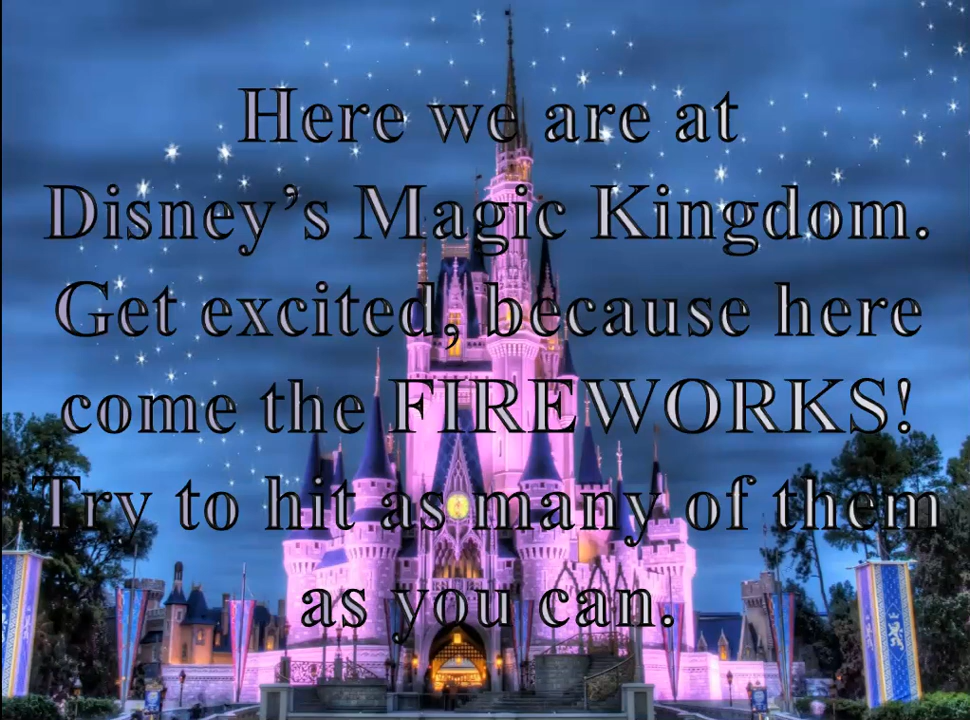 Here we are at
Disney’s Magic Kingdom.
Get excited, because here
come the FIREWORKS!
Try to hit as many of them
as you can.